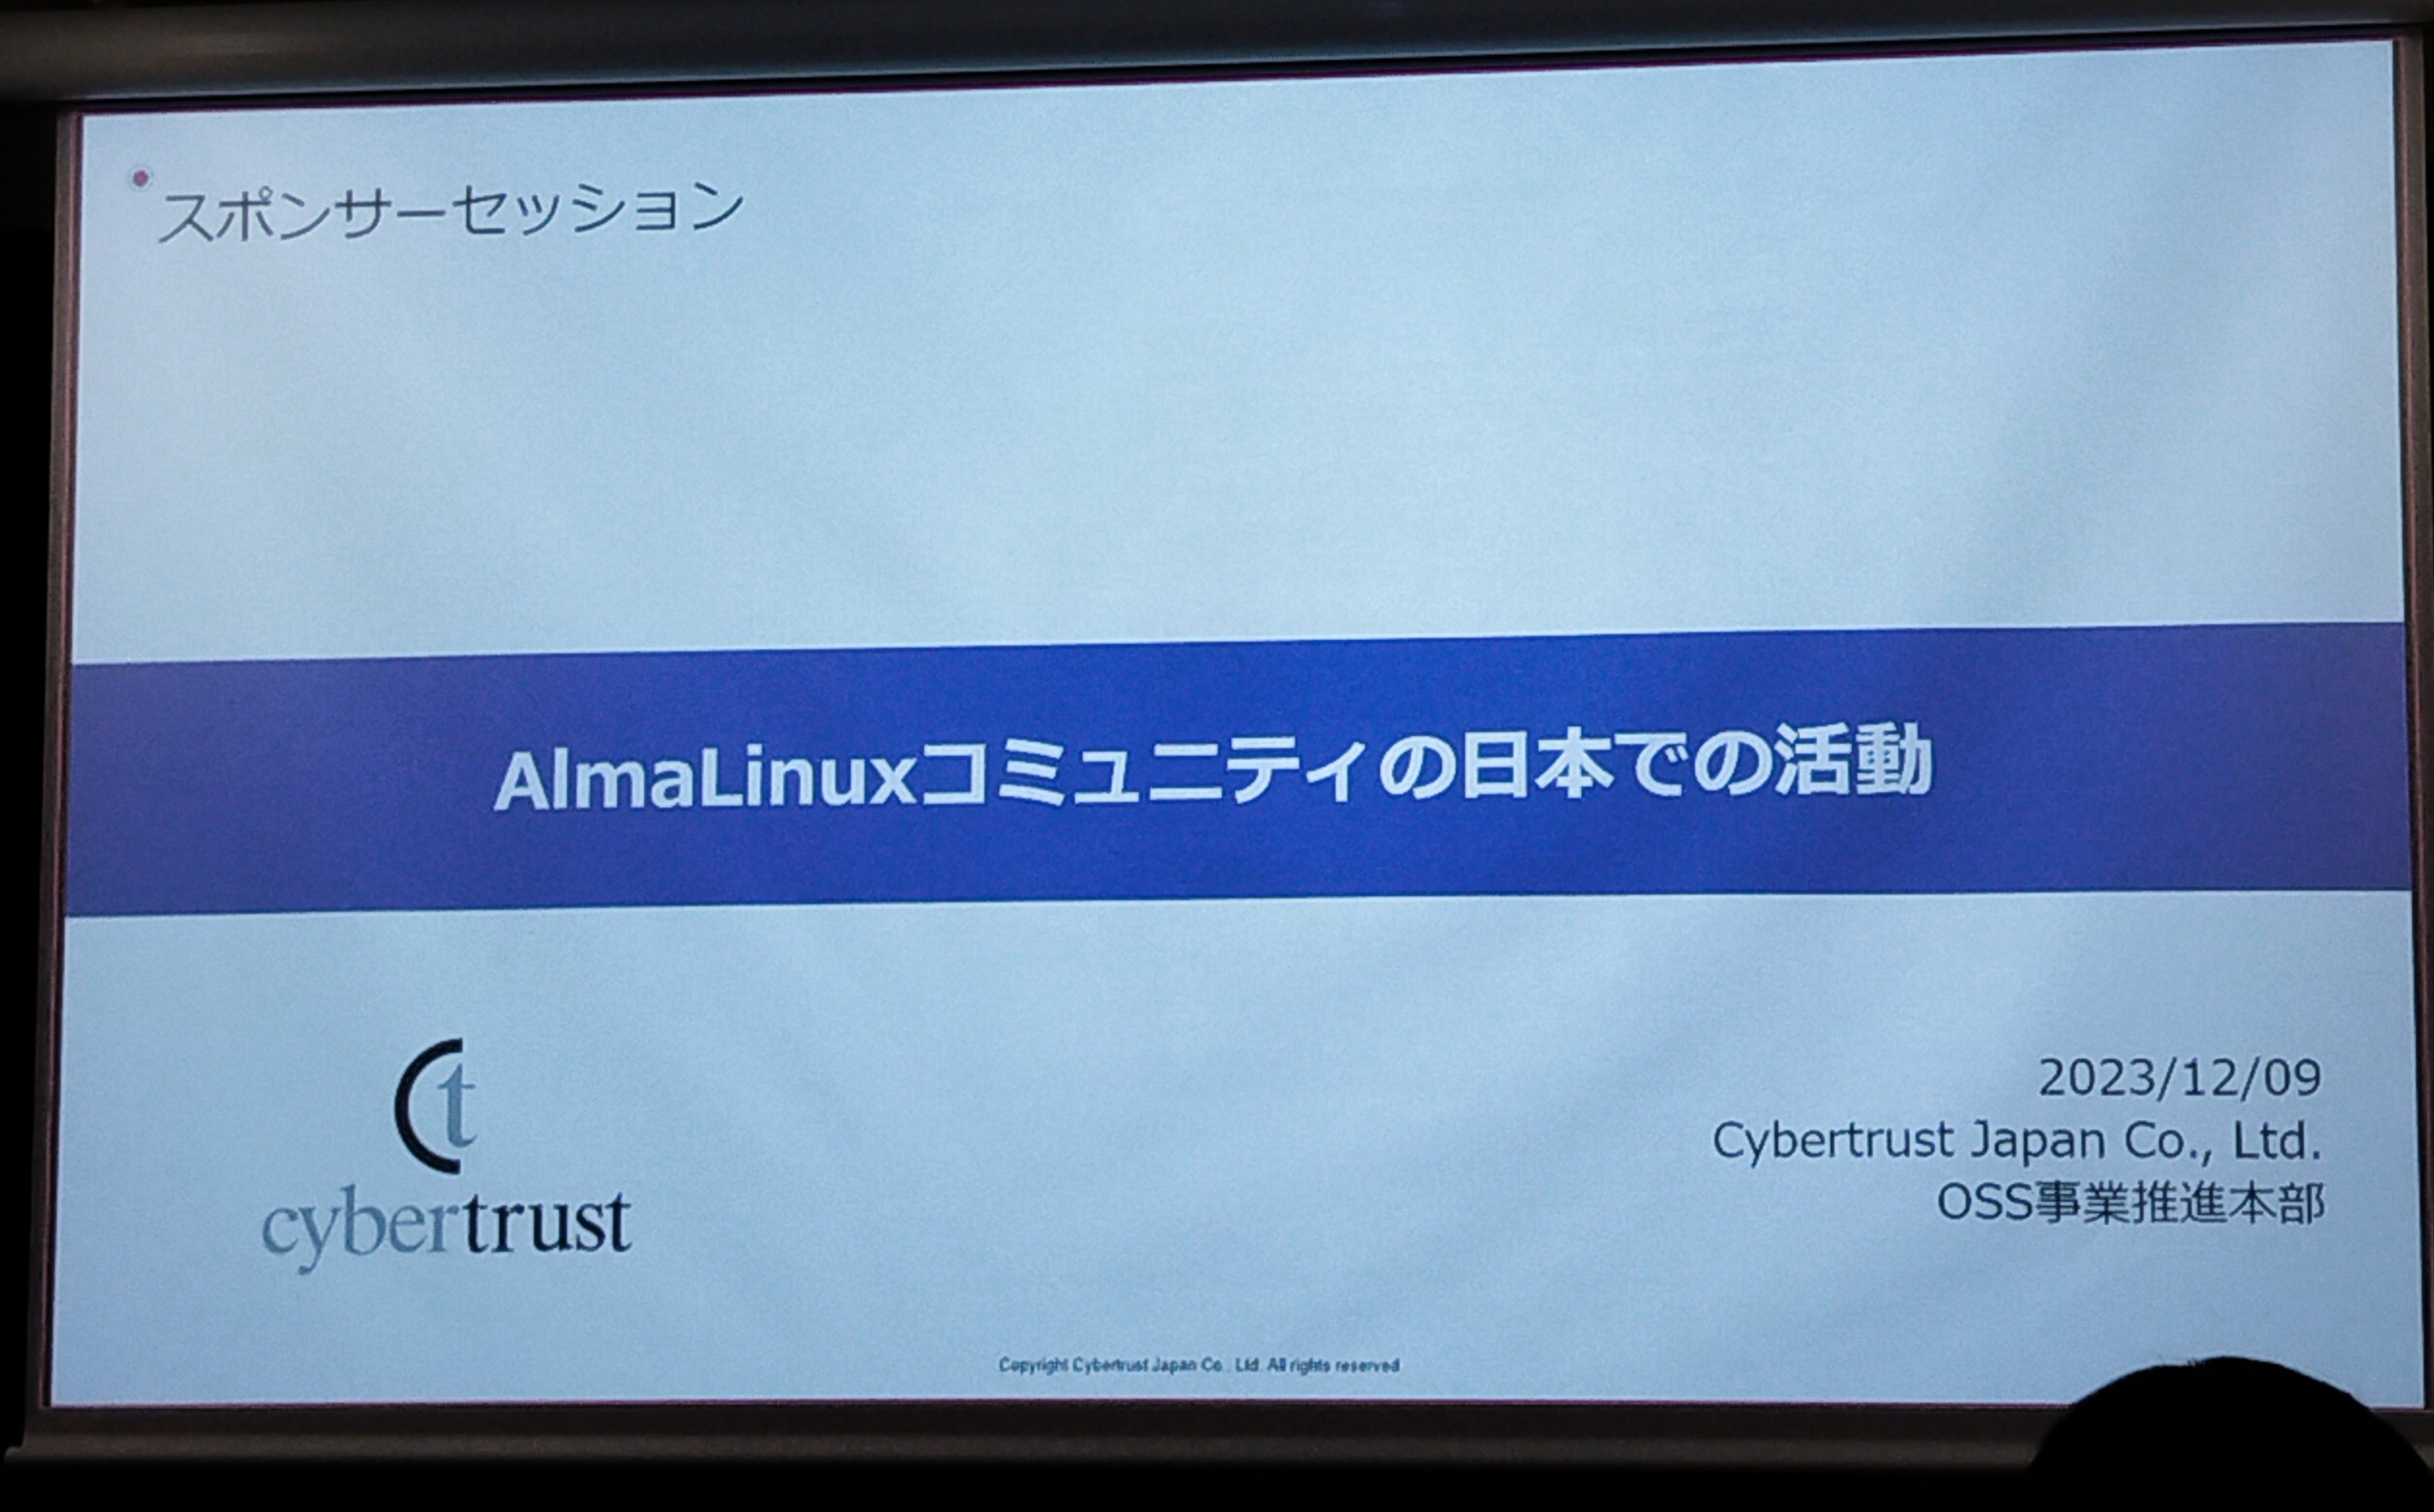 スポンサーセッション
AlmaLinuxコミュニティの日本での活動
Ct
cybertrust
2023/12/09
Cybertrust Japan Co., Ltd.
OSS事業推進本部
Copyright Cybertrust Japan Co., Ltd. All rights reserved